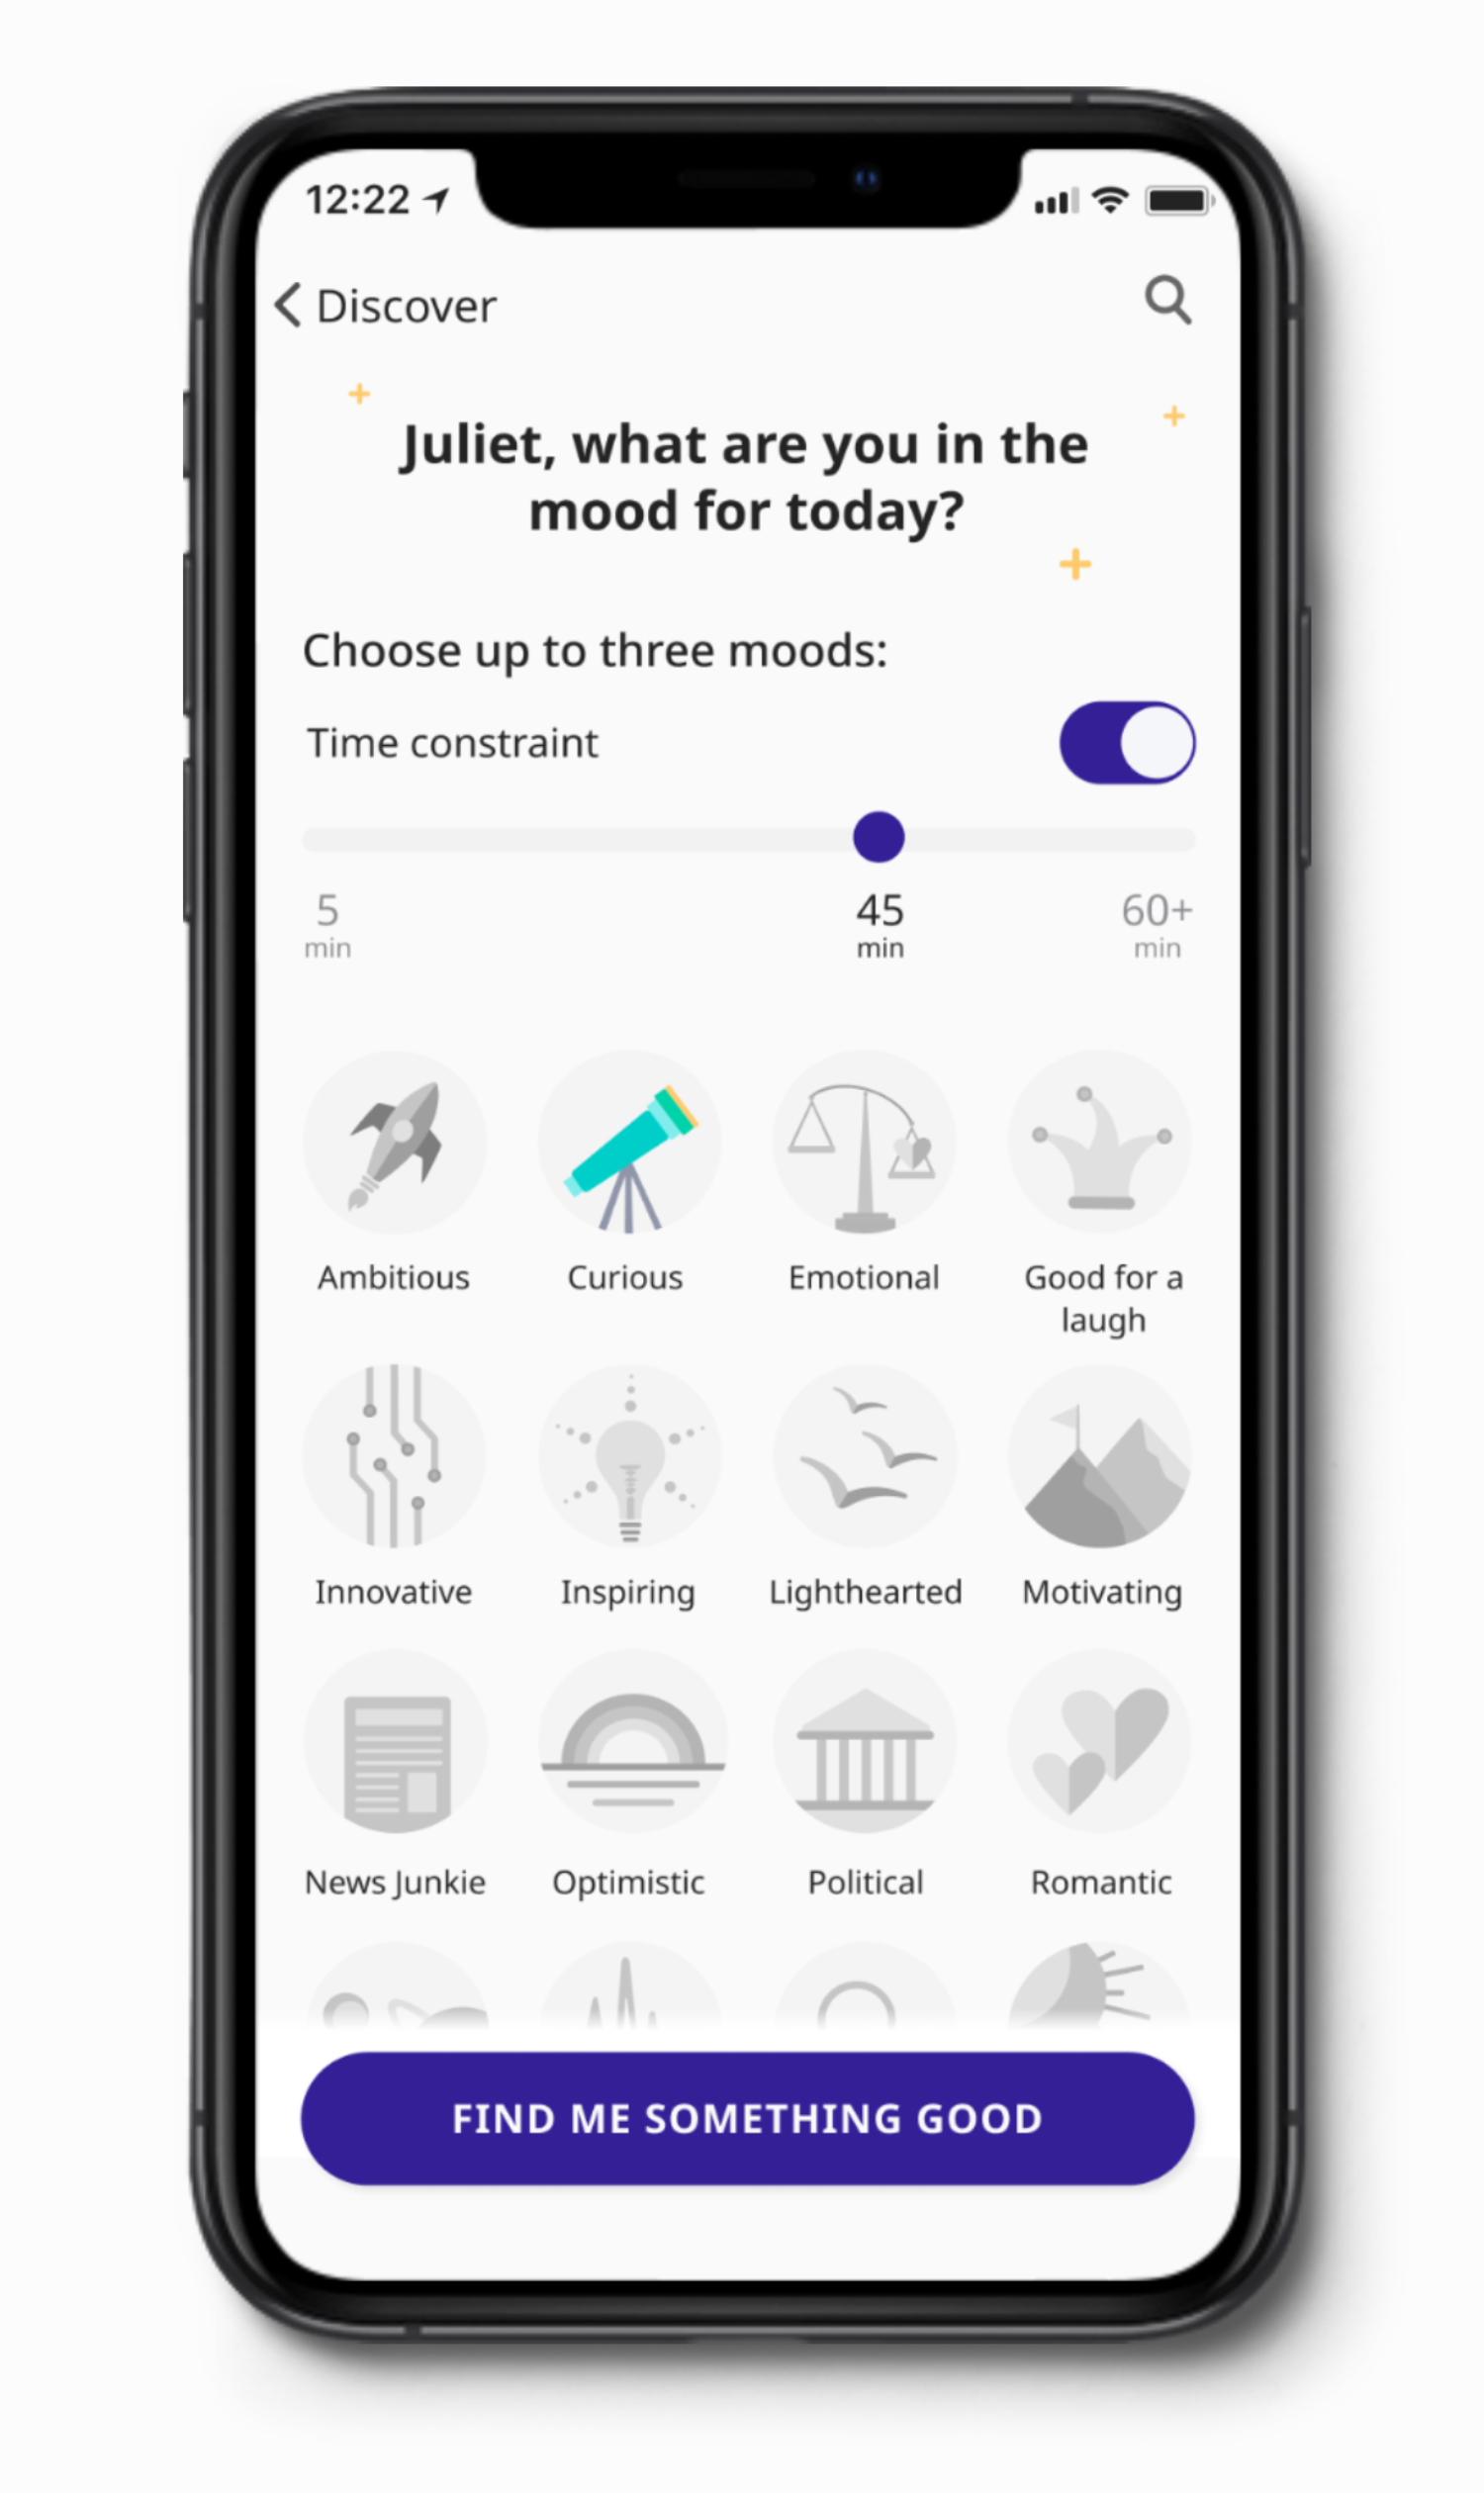 12:22
Discover
Juliet, what are you in the
mood for today?
Choose up to three moods:
Time constraint
5 45 60+
min min min
Ambitious Curious Emotional Good for a
laugh
Innovative Inspiring Lighthearted Motivating
News Junkie Optimistic Political Romantic
FIND ME SOMETHING GOOD